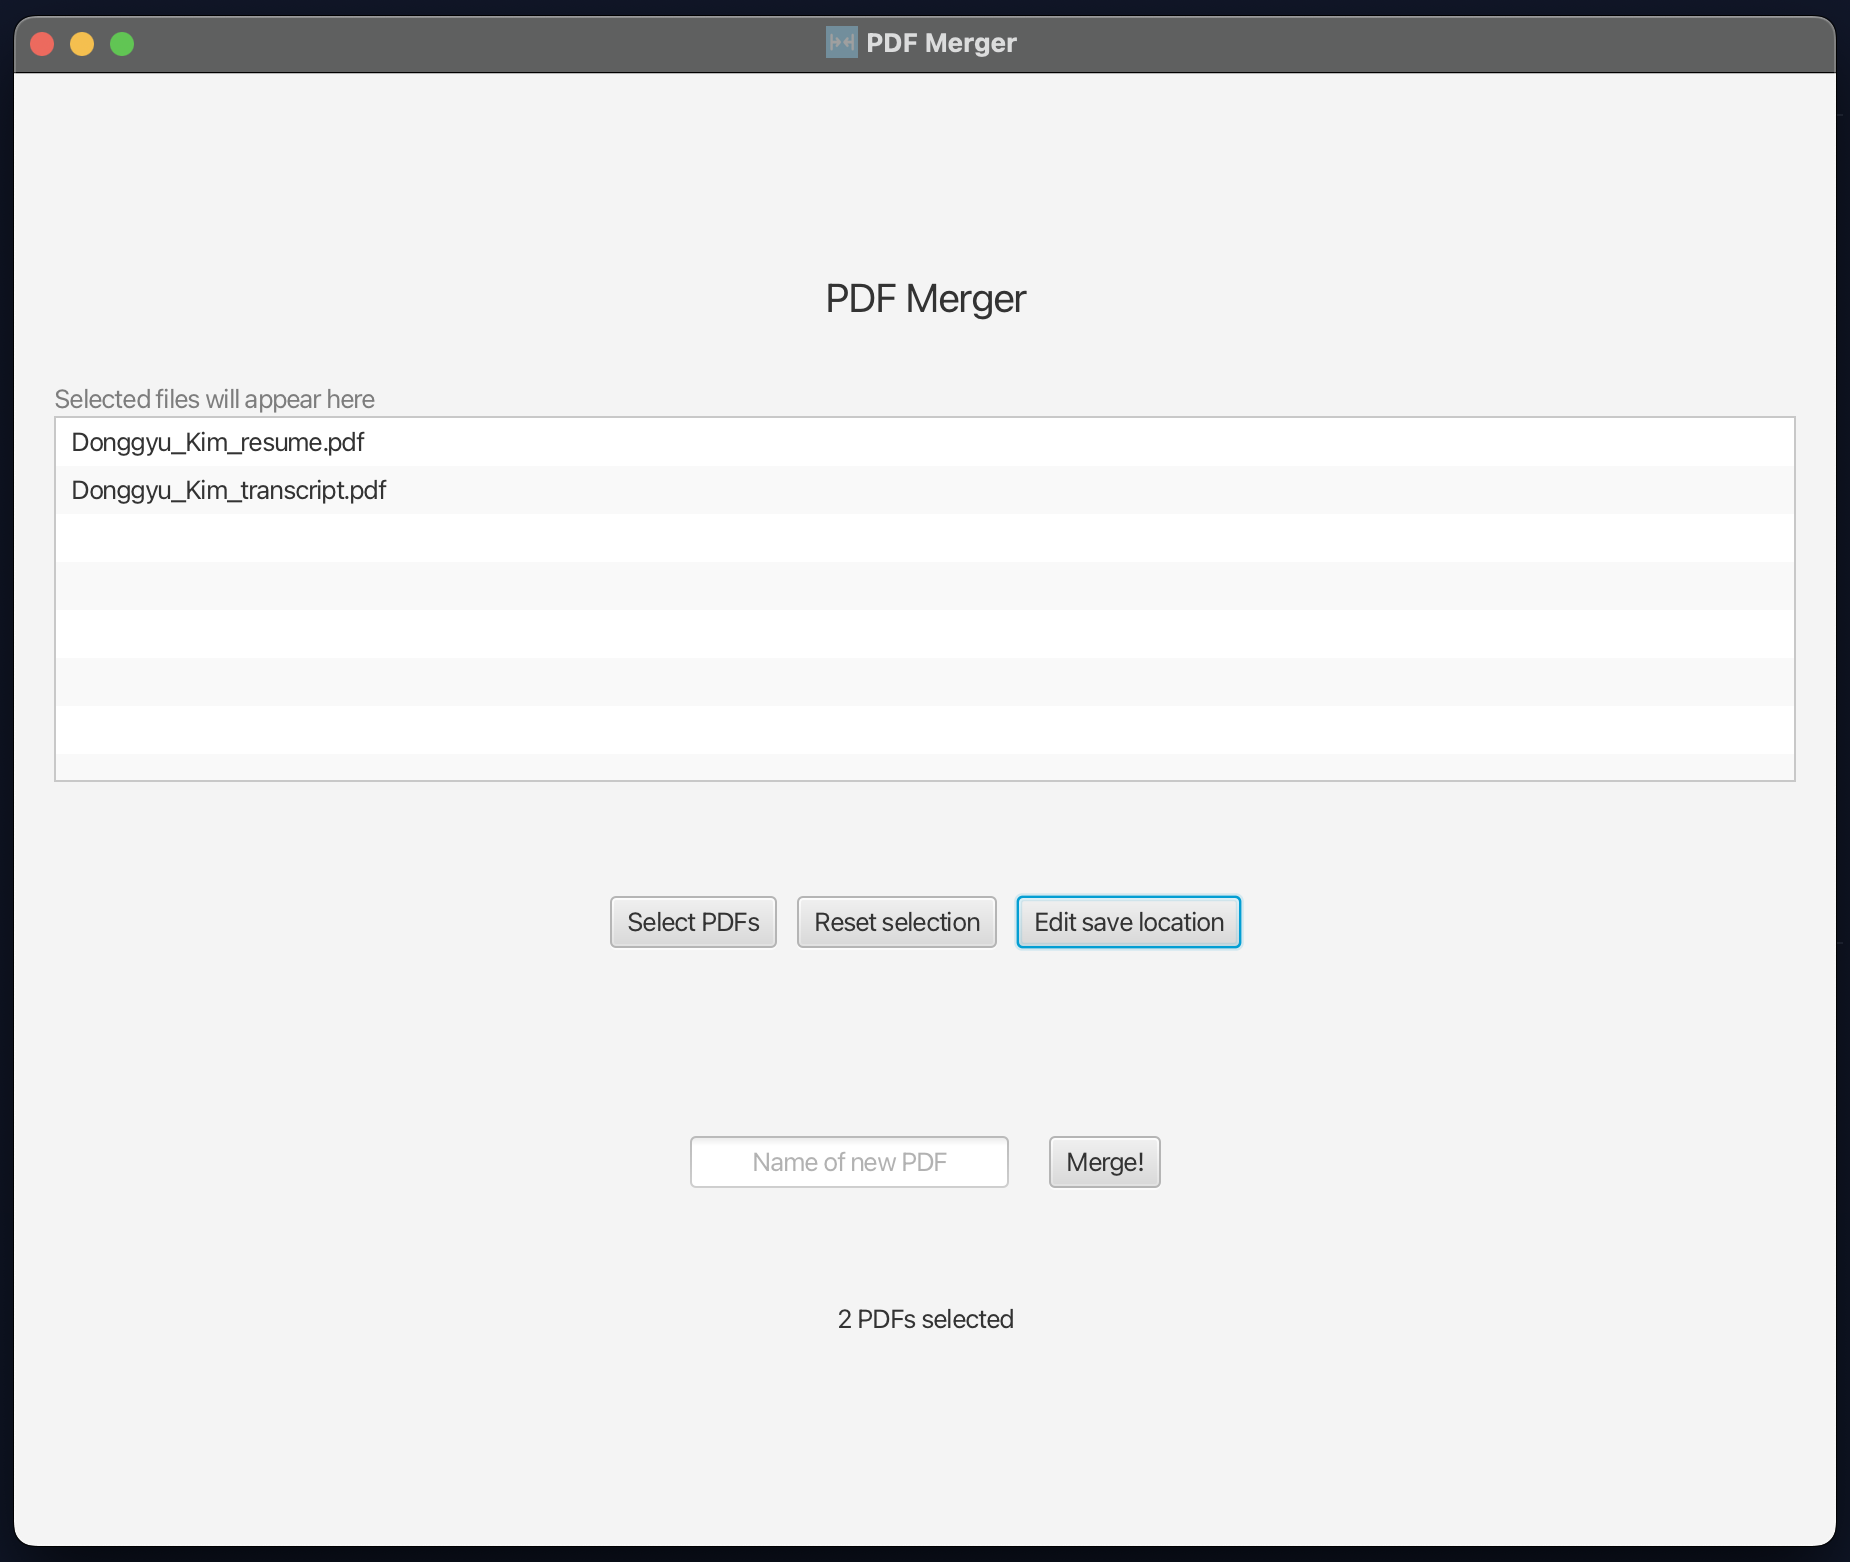 PDF Merger
PDF Merger
Selected files will appear here
Donggyu_Kim_resume.pdf
Donggyu_Kim_transcript.pdf
Select PDFs Reset selection Edit save location
Name of new PDF Merge!
2 PDFs selected